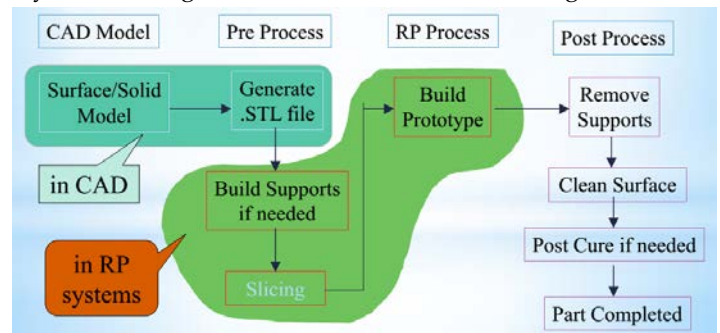 CAD Model
Pre Process
RP Process
Post Process
Surface/Solid
Model
Generate
.STL file
Build
Prototype
Remove
Supports
in CAD
Build Supports
if needed
Clean Surface
in RP
systems
Slicing
Post Cure if needed
Part Completed